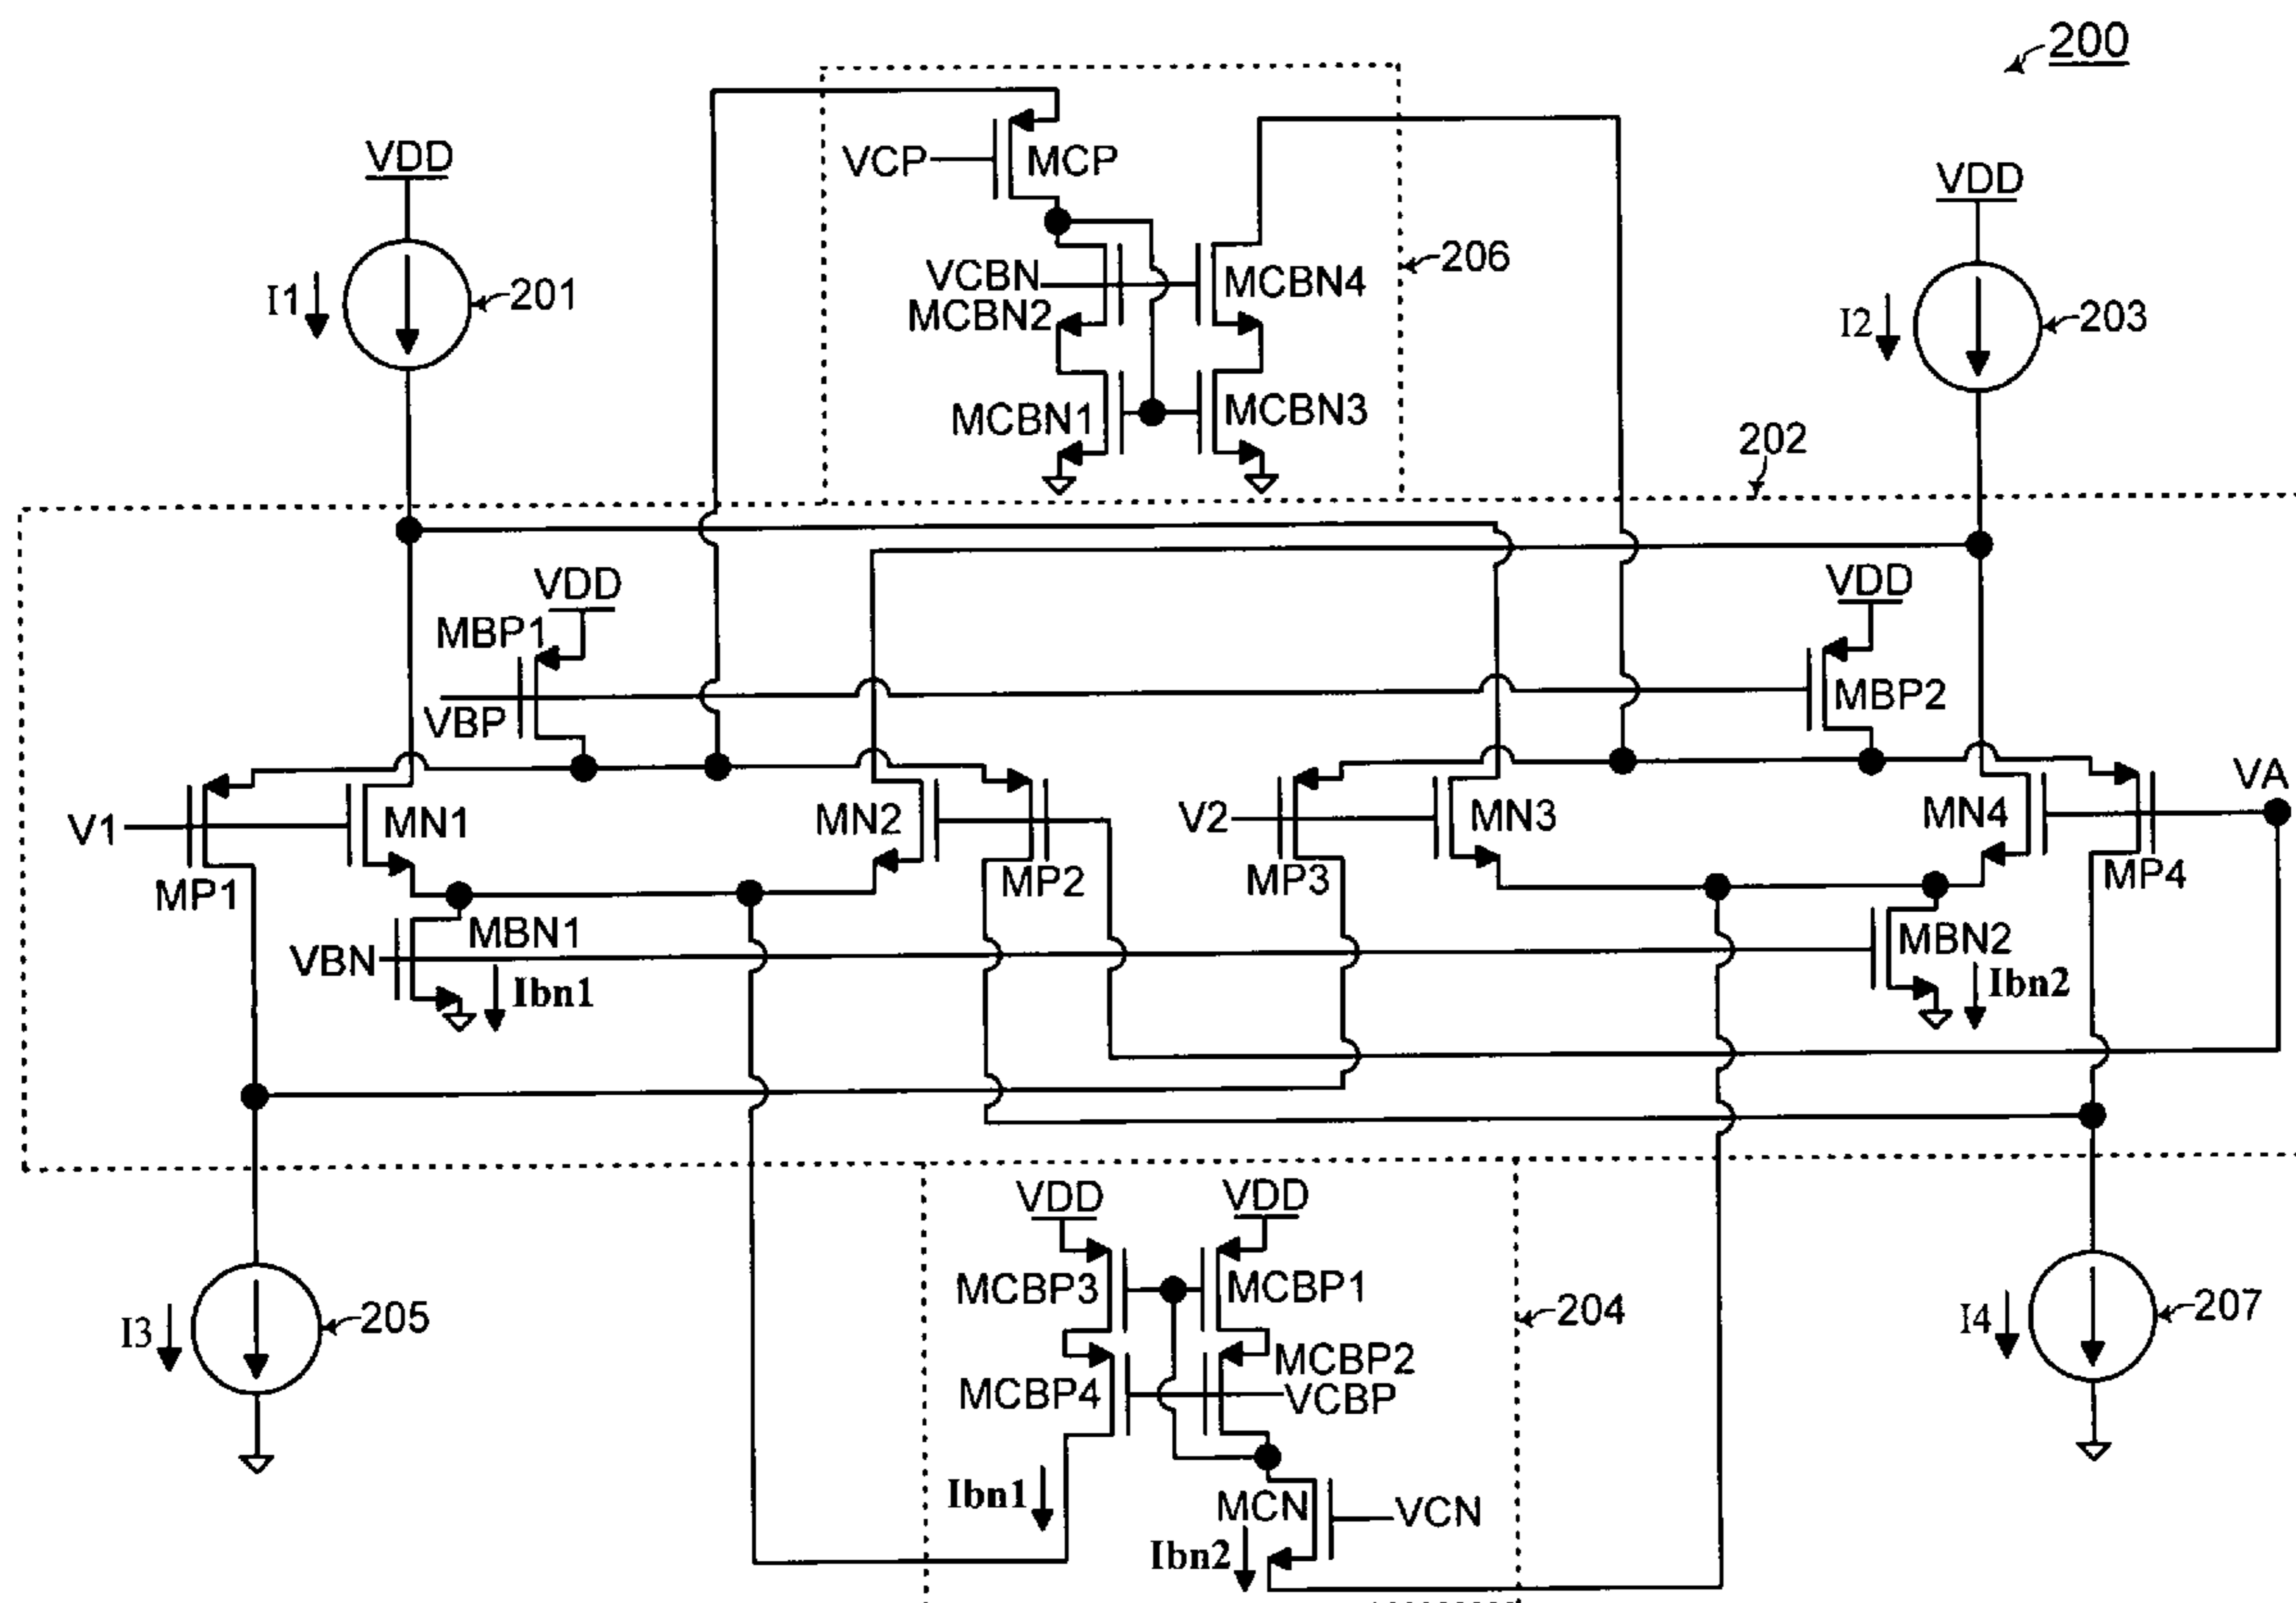 200
VDD
VCP
MCP
VDD
I1
201
VCBN
MCBN2
MCBN4
206
I2
203
MCBN1
MCBN3
202
VDD
MBP1
VBP
VDD
MBP2
V1
MP1
MN1
MN2
MP2
V2
MP3
MN3
MN4
MP4
VA
VBN
MBN1
Ibn1
MBN2
Ibn2
VDD
VDD
MCBP3
MCBP1
I3
205
204
I4
207
MCBP4
MCBP2
VCBP
Ibn1
MCN
VCN
Ibn2